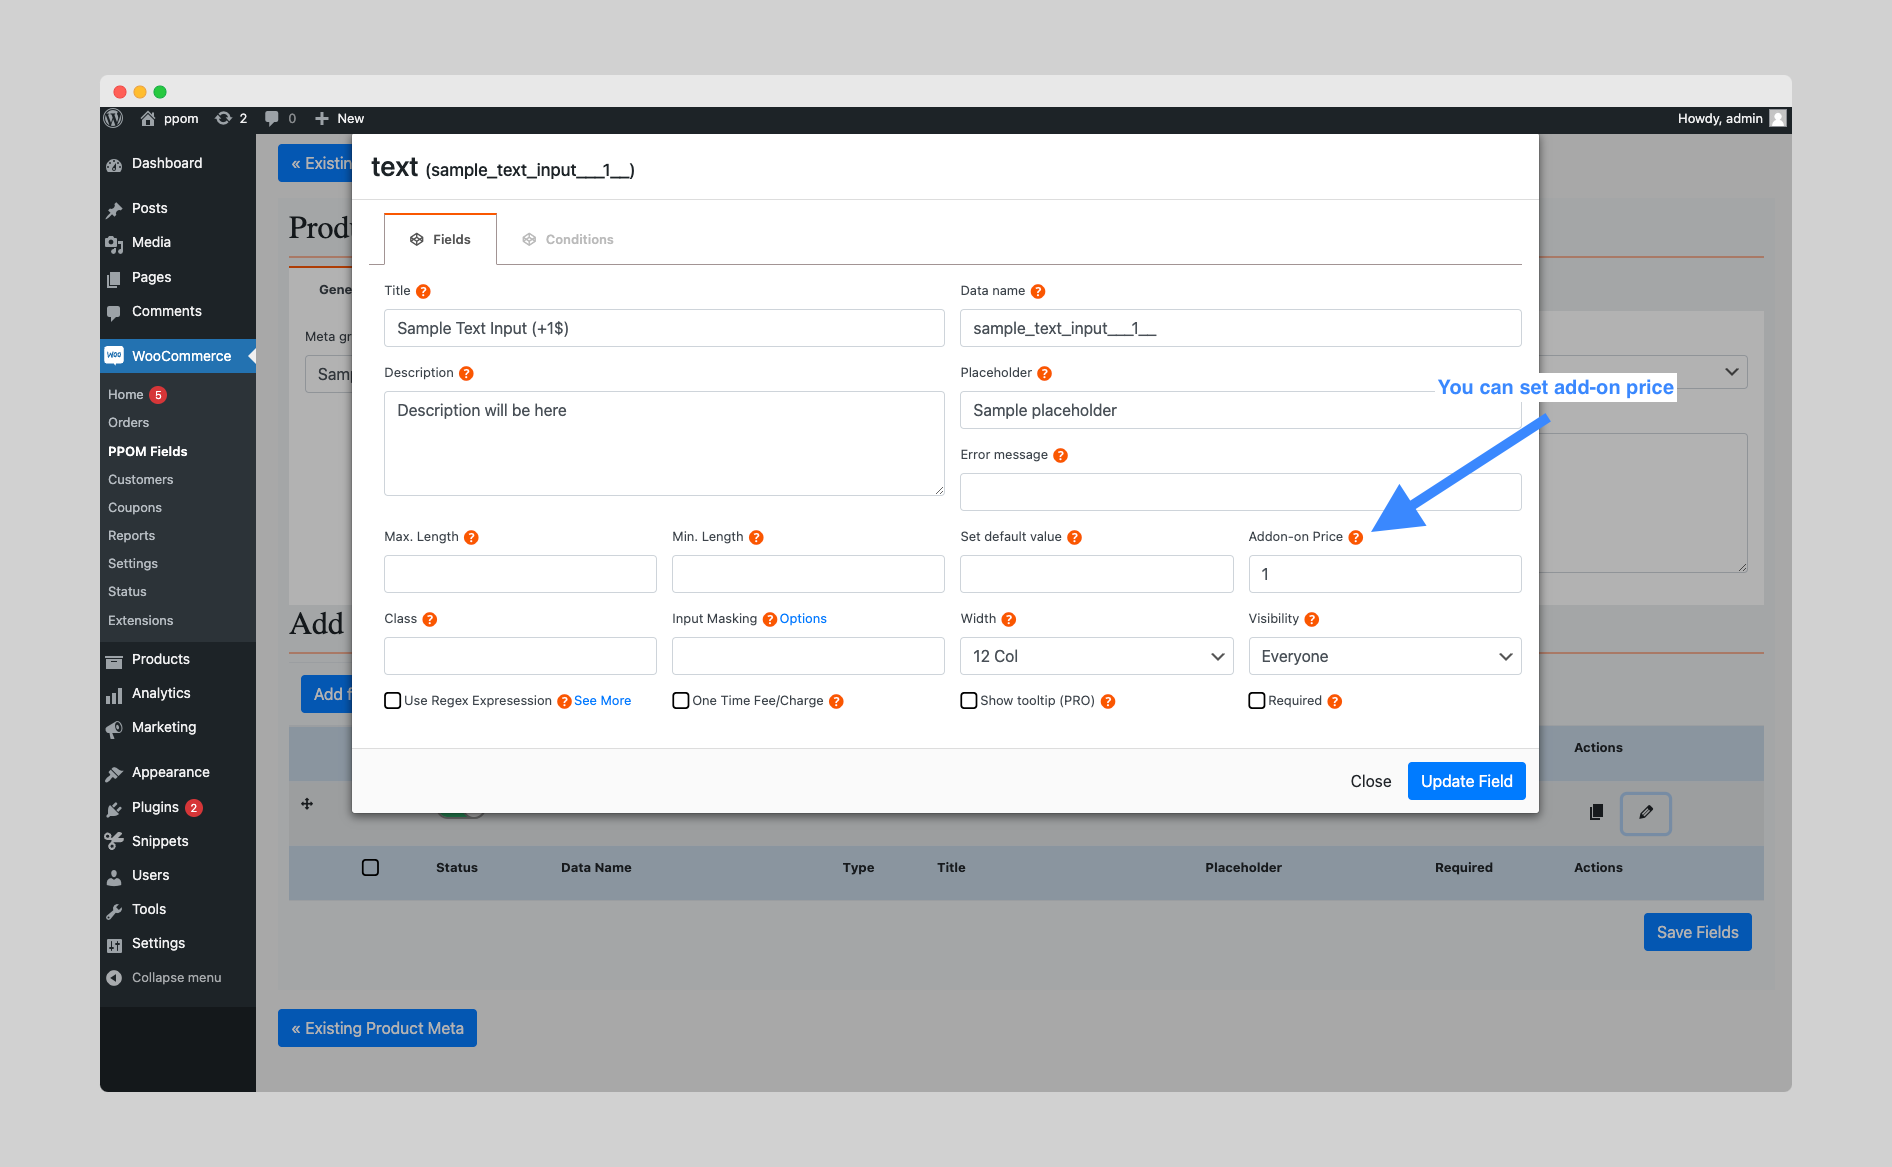 ppom 2 0 New Howdy, admin
Dashboard
Posts
Media
Pages
Comments
WooCommerce
Home 5
Orders
PPOM Fields
Customers
Coupons
Reports
Settings
Status
Extensions
Products
Analytics
Marketing
Appearance
Plugins 2
Snippets
Users
Tools
Settings
Collapse menu
« Existin
Produ
Gene
Meta gr
Samp
Add
Add f
text (sample_text_input___1__)
Fields Conditions
Title ? Data name ?
Sample Text Input (+1$) sample_text_input___1__
Description ? Placeholder ?
You can set add-on price
Description will be here Sample placeholder
Error message ?
Max. Length ? Min. Length ? Set default value ? Addon-on Price ?
1
Class ? Input Masking ? Options Width ? Visibility ?
12 Col Everyone
Use Regex Expresession ? See More One Time Fee/Charge ? Show tooltip (PRO) ? Required ?
Close Update Field
Actions
Status Data Name Type Title Placeholder Required Actions
Save Fields
« Existing Product Meta